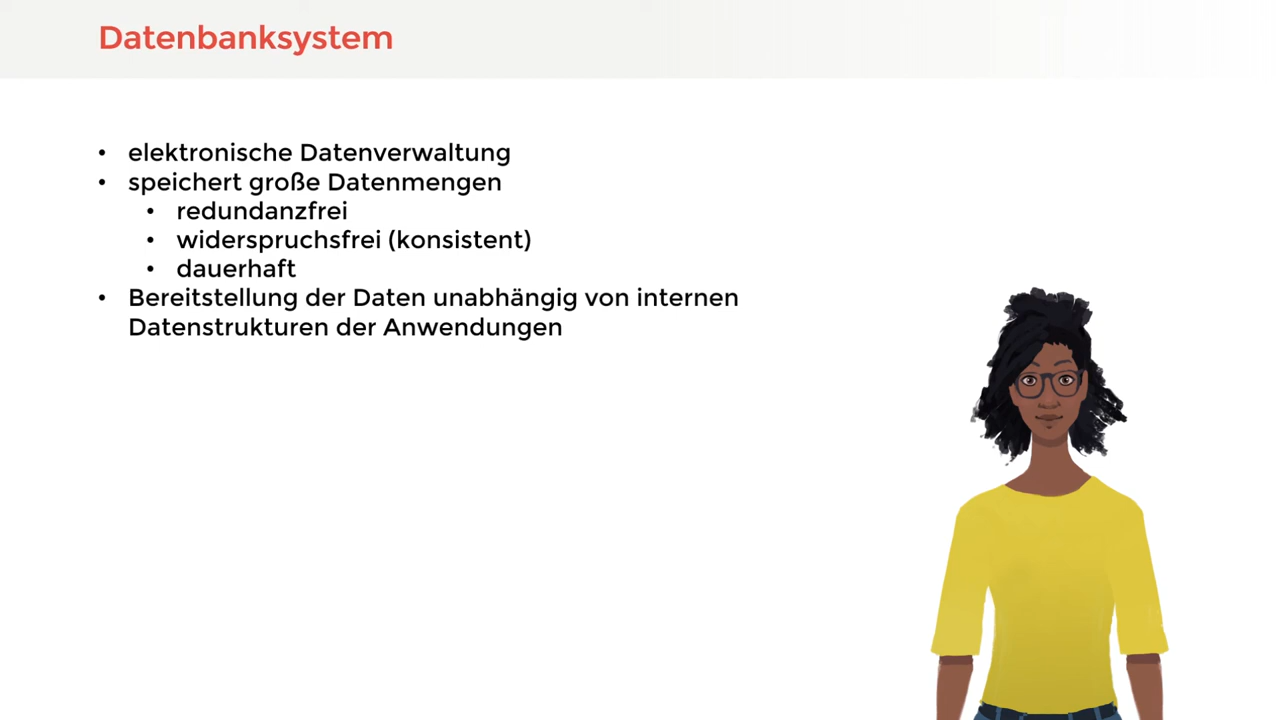 Datenbanksystem
• elektronische Datenverwaltung
• speichert große Datenmengen
• redundanzfrei
• widerspruchsfrei (konsistent)
• dauerhaft
• Bereitstellung der Daten unabhängig von internen
Datenstrukturen der Anwendungen